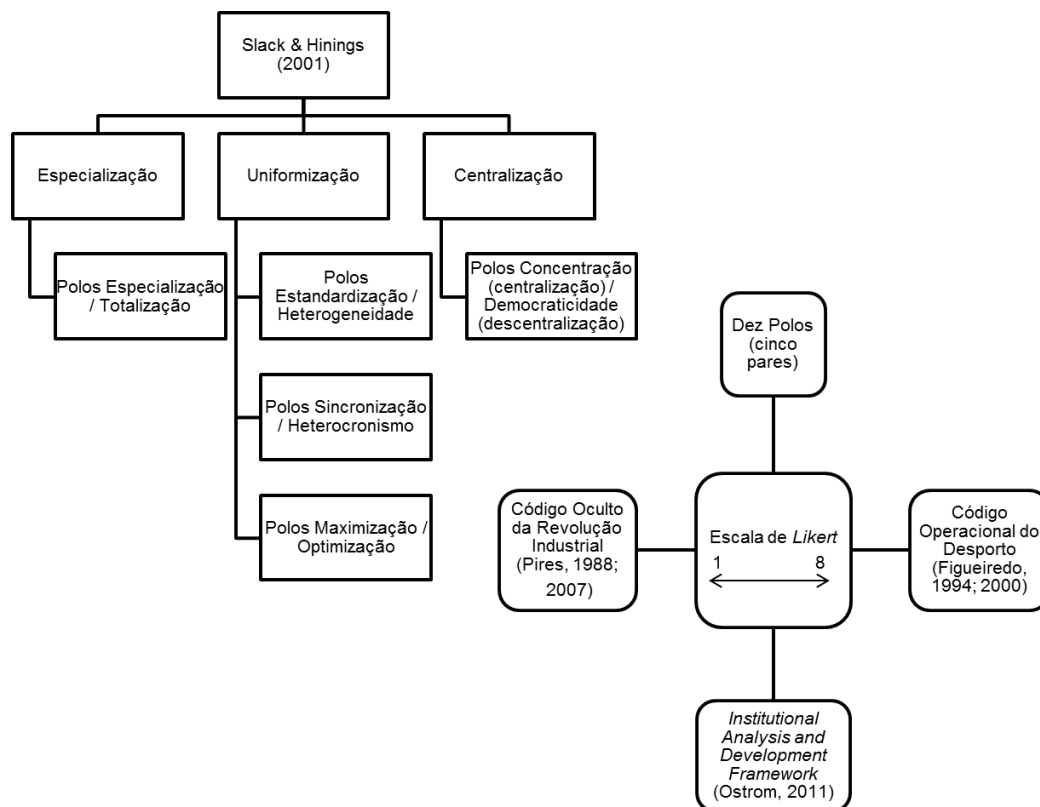 Slack & Hinings
(2001)
Especialização
Uniformização
Centralização
Polos Especialização
/ Totalização
Polos
Estandardização /
Heterogeneidade
Polos Concentração
(centralização) /
Democraticidade
(descentralização)
Polos Sincronização
/ Heterocronismo
Polos Maximização /
Optimização
Dez Polos
(cinco
pares)
Código Oculto
da Revolução
Industrial
(Pires, 1988;
2007)
Escala de Likert
1 8
Código
Operacional do
Desporto
(Figueiredo,
1994; 2000)
Institutional
Analysis and
Development
Framework
(Ostrom, 2011)